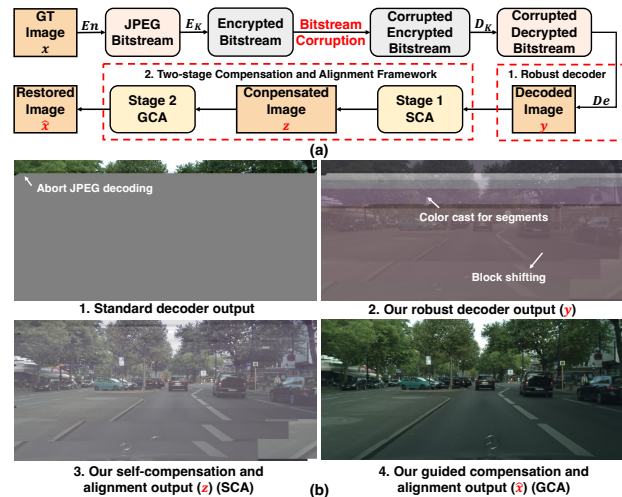 GT
Image
x
En
JPEG
Bitstream
E_K
Encrypted
Bitstream
Bitstream
Corruption
Corrupted
Encrypted
Bitstream
D_K
Corrupted
Decrypted
Bitstream
2. Two-stage Compensation and Alignment Framework
1. Robust decoder
Restored
Image
x̂
Stage 2
GCA
Compensated
Image
z
Stage 1
SCA
Decoded
Image
y
De
(a)
Abort JPEG decoding
Color cast for segments
Block shifting
1. Standard decoder output
2. Our robust decoder output (y)
3. Our self-compensation and
alignment output (z) (SCA)
(b)
4. Our guided compensation and
alignment output (x̂) (GCA)